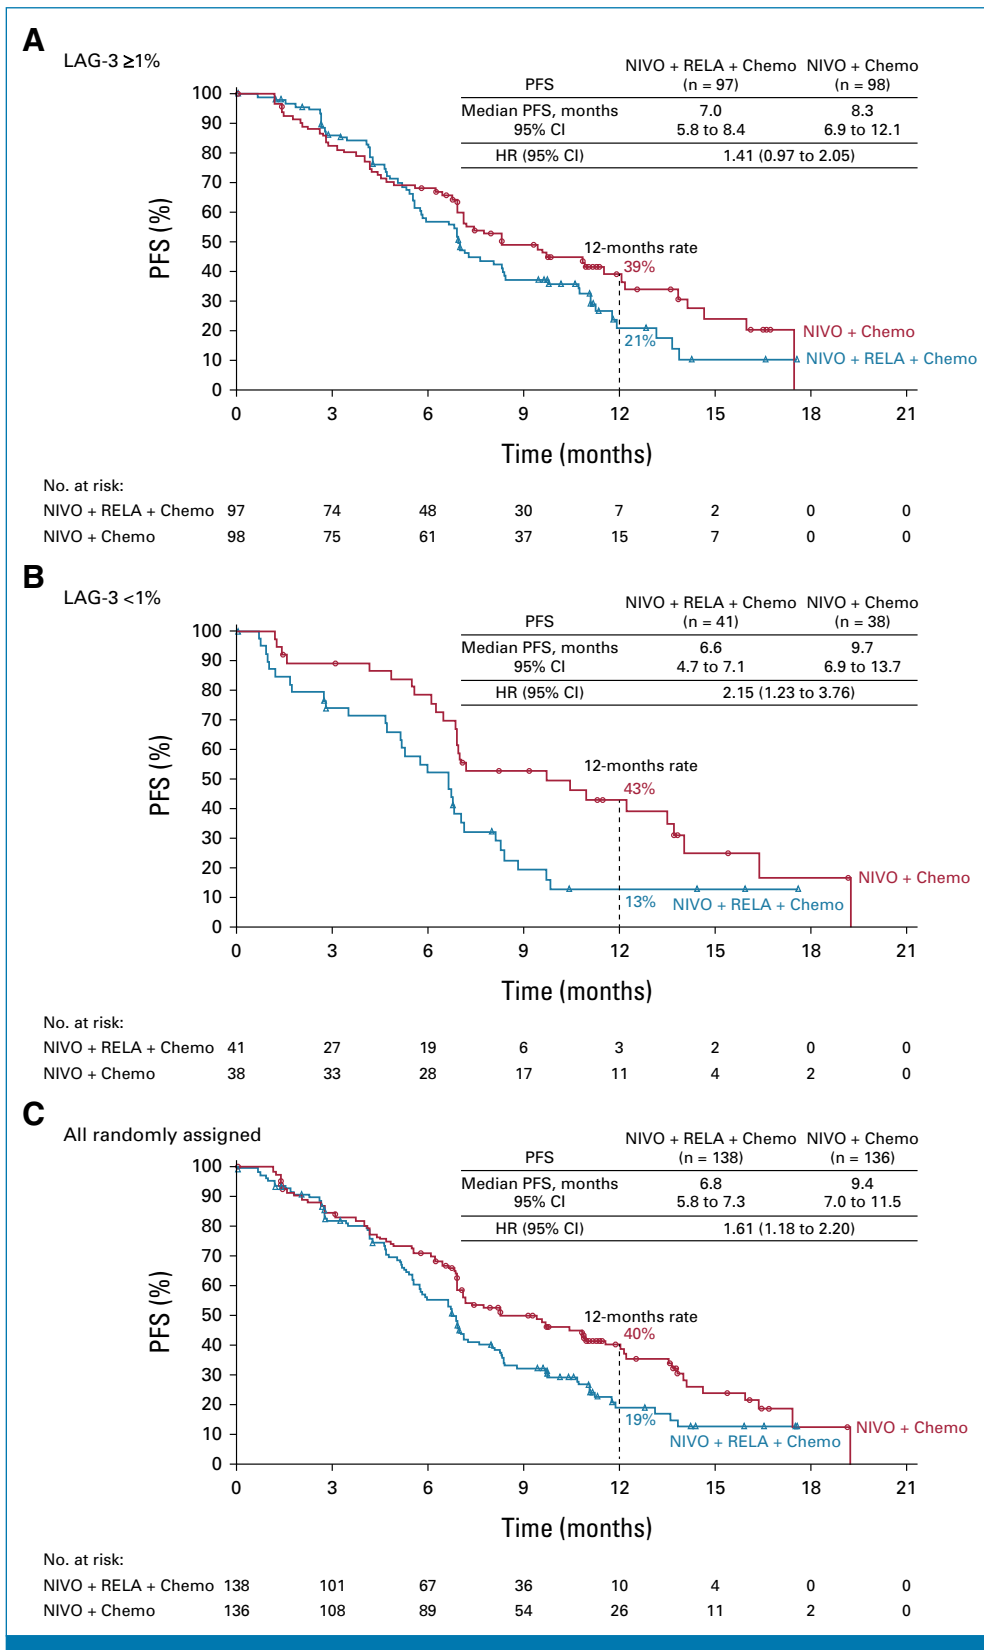 A
LAG-3 ≥1%
NIVO + RELA + Chemo NIVO + Chemo
PFS (n = 97) (n = 98)
Median PFS, months 7.0 8.3
95% CI 5.8 to 8.4 6.9 to 12.1
HR (95% CI) 1.41 (0.97 to 2.05)
100
90
80
70
60
50
40
30
20
10
0
PFS (%)
12-months rate
39%
21%
NIVO + Chemo
NIVO + RELA + Chemo
0 3 6 9 12 15 18 21
Time (months)
No. at risk:
NIVO + RELA + Chemo 97 74 48 30 7 2 0 0
NIVO + Chemo 98 75 61 37 15 7 0 0
B
LAG-3 <1%
NIVO + RELA + Chemo NIVO + Chemo
PFS (n = 41) (n = 38)
Median PFS, months 6.6 9.7
95% CI 4.7 to 7.1 6.9 to 13.7
HR (95% CI) 2.15 (1.23 to 3.76)
100
90
80
70
60
50
40
30
20
10
0
PFS (%)
12-months rate
43%
NIVO + Chemo
13% NIVO + RELA + Chemo
0 3 6 9 12 15 18 21
Time (months)
No. at risk:
NIVO + RELA + Chemo 41 27 19 6 3 2 0 0
NIVO + Chemo 38 33 28 17 11 4 2 0
C
All randomly assigned
NIVO + RELA + Chemo NIVO + Chemo
PFS (n = 138) (n = 136)
Median PFS, months 6.8 9.4
95% CI 5.8 to 7.3 7.0 to 11.5
HR (95% CI) 1.61 (1.18 to 2.20)
100
90
80
70
60
50
40
30
20
10
0
PFS (%)
12-months rate
40%
19%
NIVO + Chemo
NIVO + RELA + Chemo
0 3 6 9 12 15 18 21
Time (months)
No. at risk:
NIVO + RELA + Chemo 138 101 67 36 10 4 0 0
NIVO + Chemo 136 108 89 54 26 11 2 0